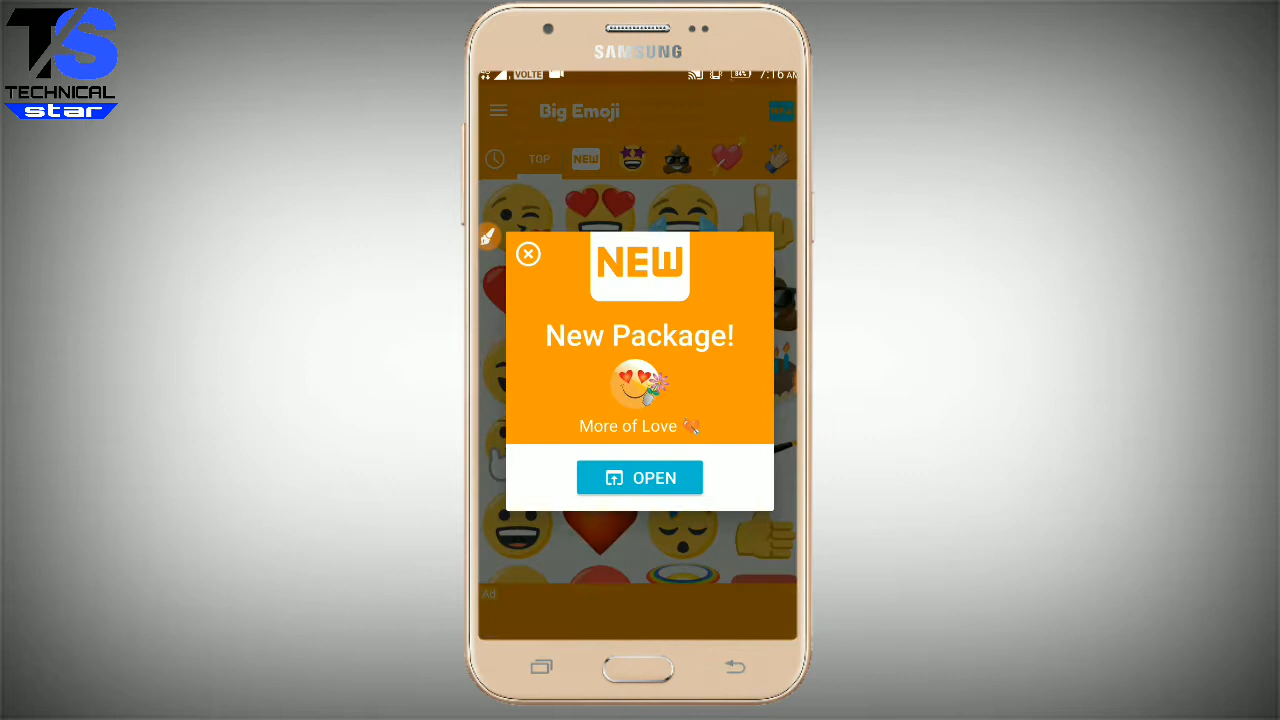 TS
TECHNICAL
star
SAMSUNG
VOLTE
84%
7:16 AM
Big Emoji
TOP
NEW
NEW
New Package!
More of Love
OPEN
Ad